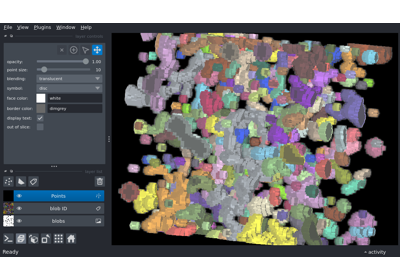 File View Plugins Window Help
opacity: 1.00
point size: 10
blending: translucent
symbol: disc
face color: white
border color: dimgrey
display text: ✓
out of slice:
Points
blob ID
blobs
Ready
activity